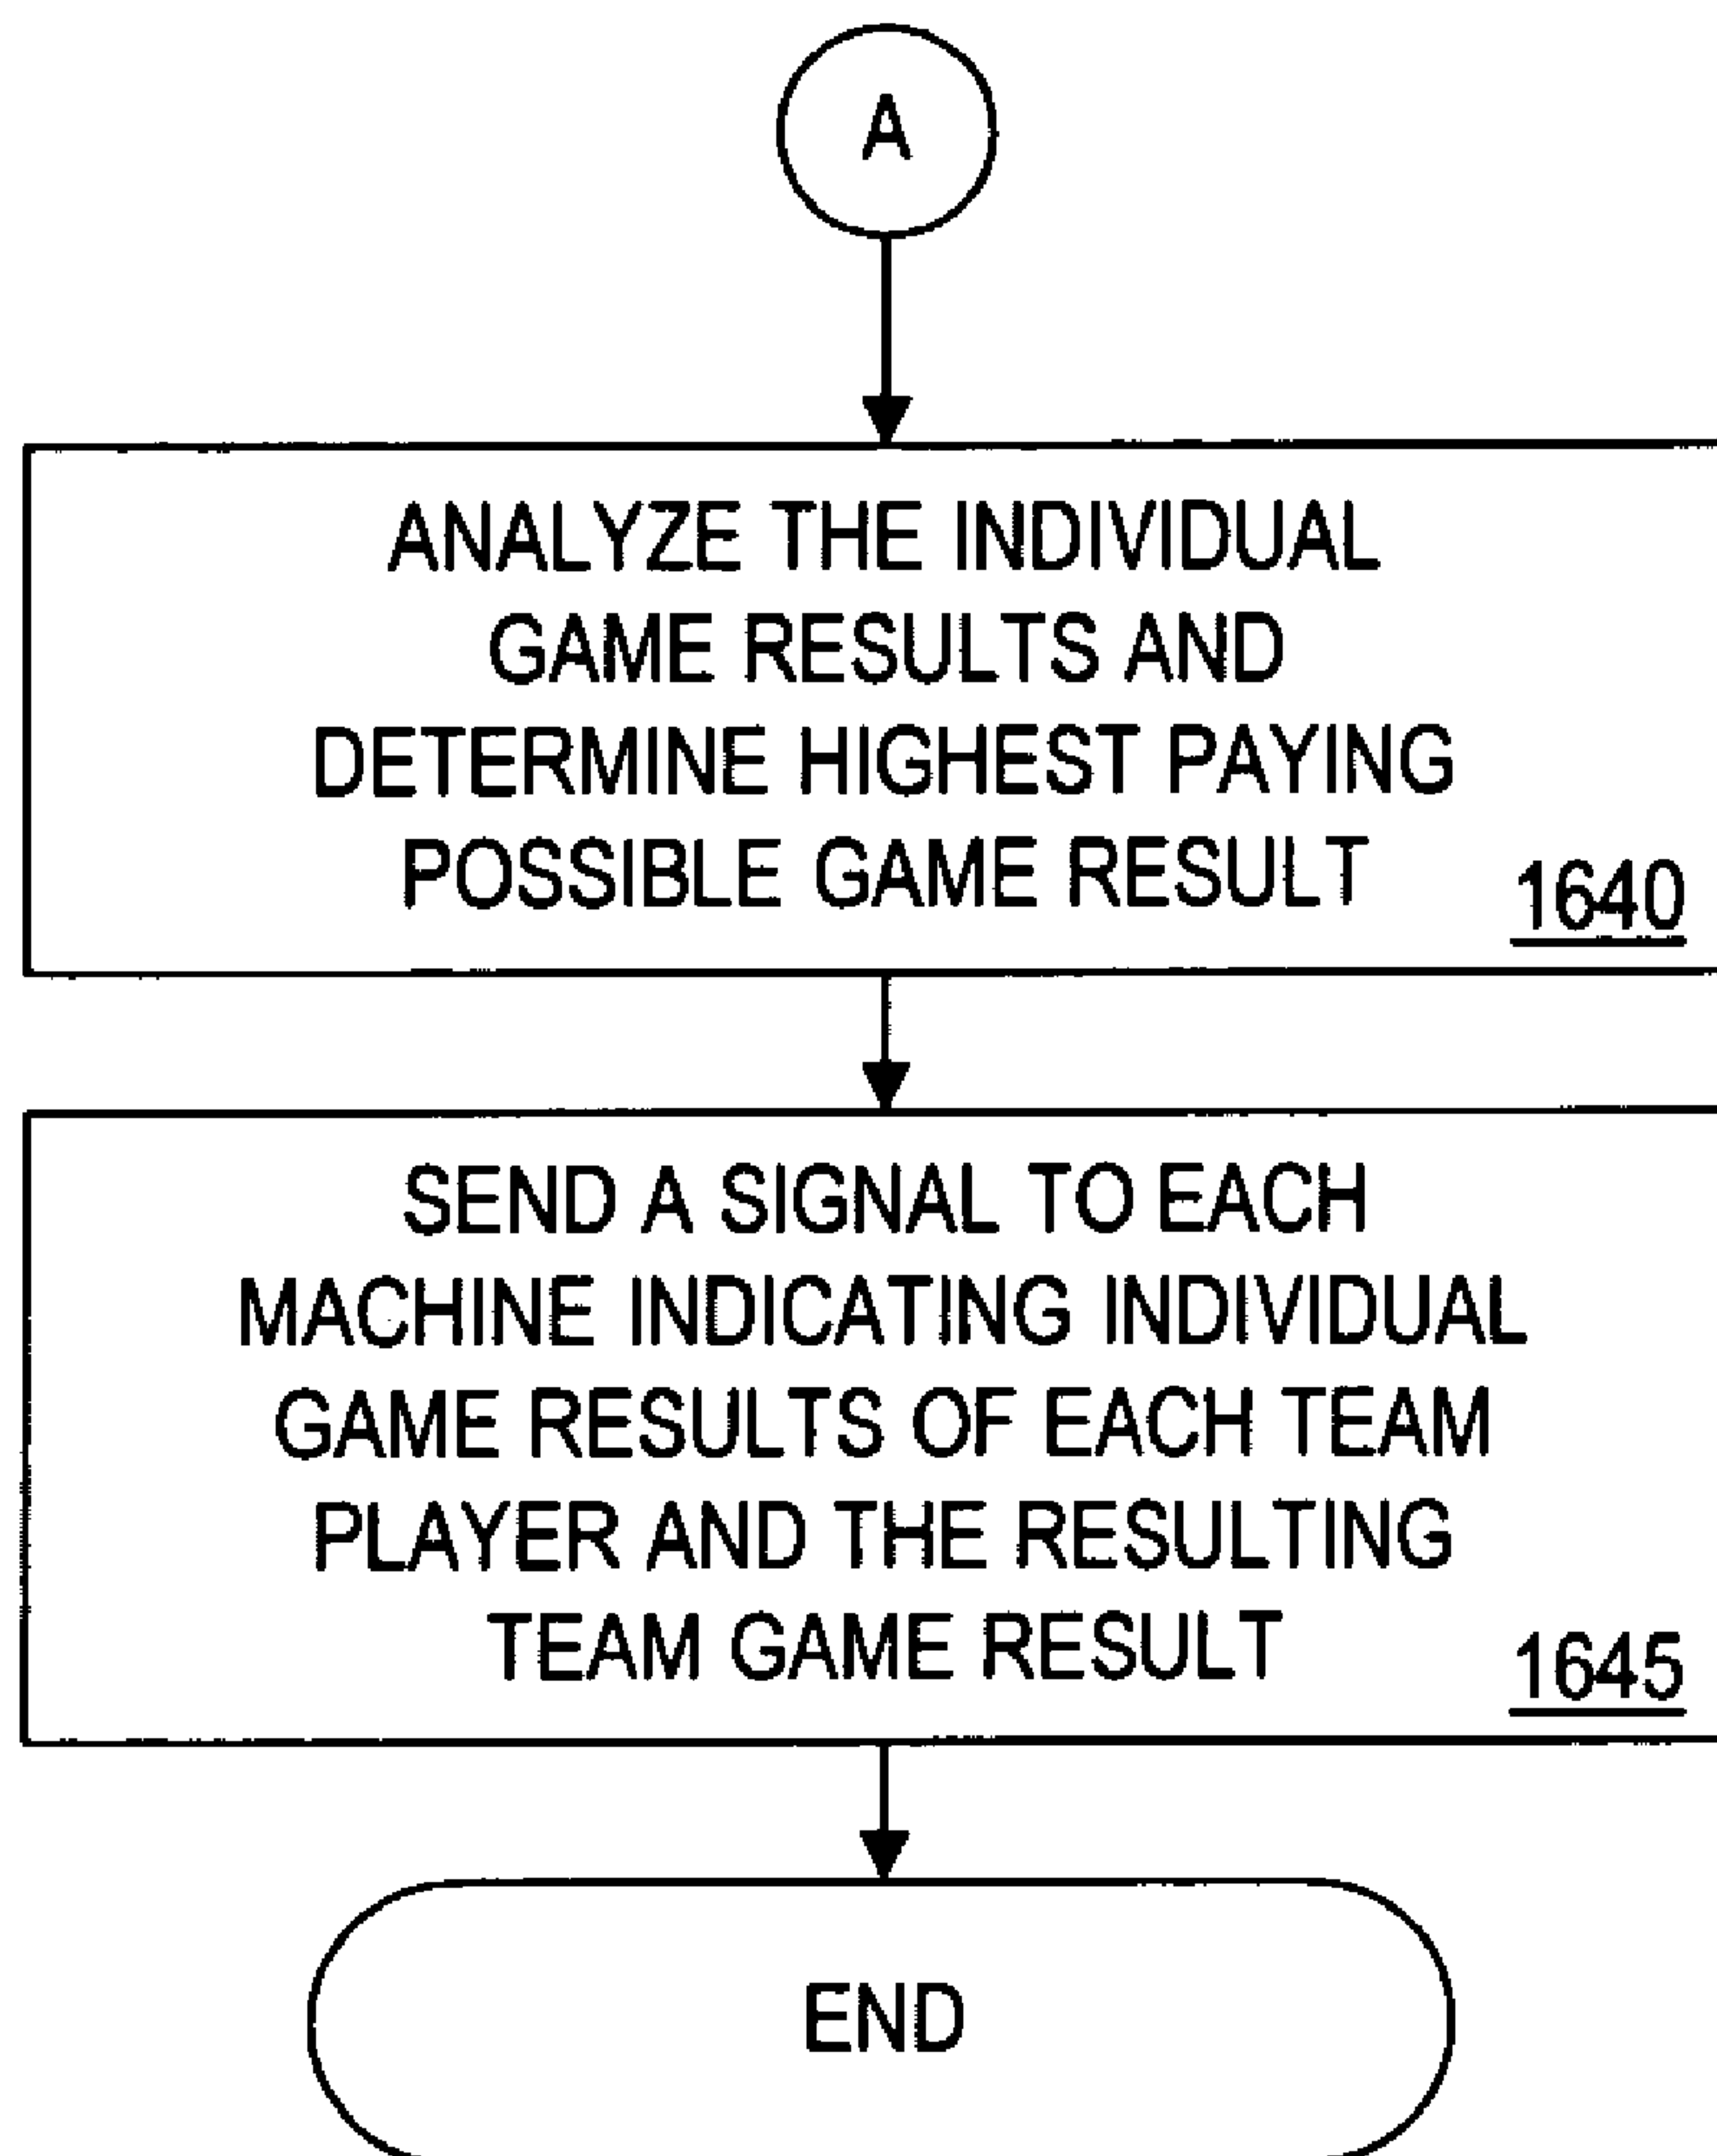 A
ANALYZE THE INDIVIDUAL
GAME RESULTS AND
DETERMINE HIGHEST PAYING
POSSIBLE GAME RESULT
1640
SEND A SIGNAL TO EACH
MACHINE INDICATING INDIVIDUAL
GAME RESULTS OF EACH TEAM
PLAYER AND THE RESULTING
TEAM GAME RESULT
1645
END